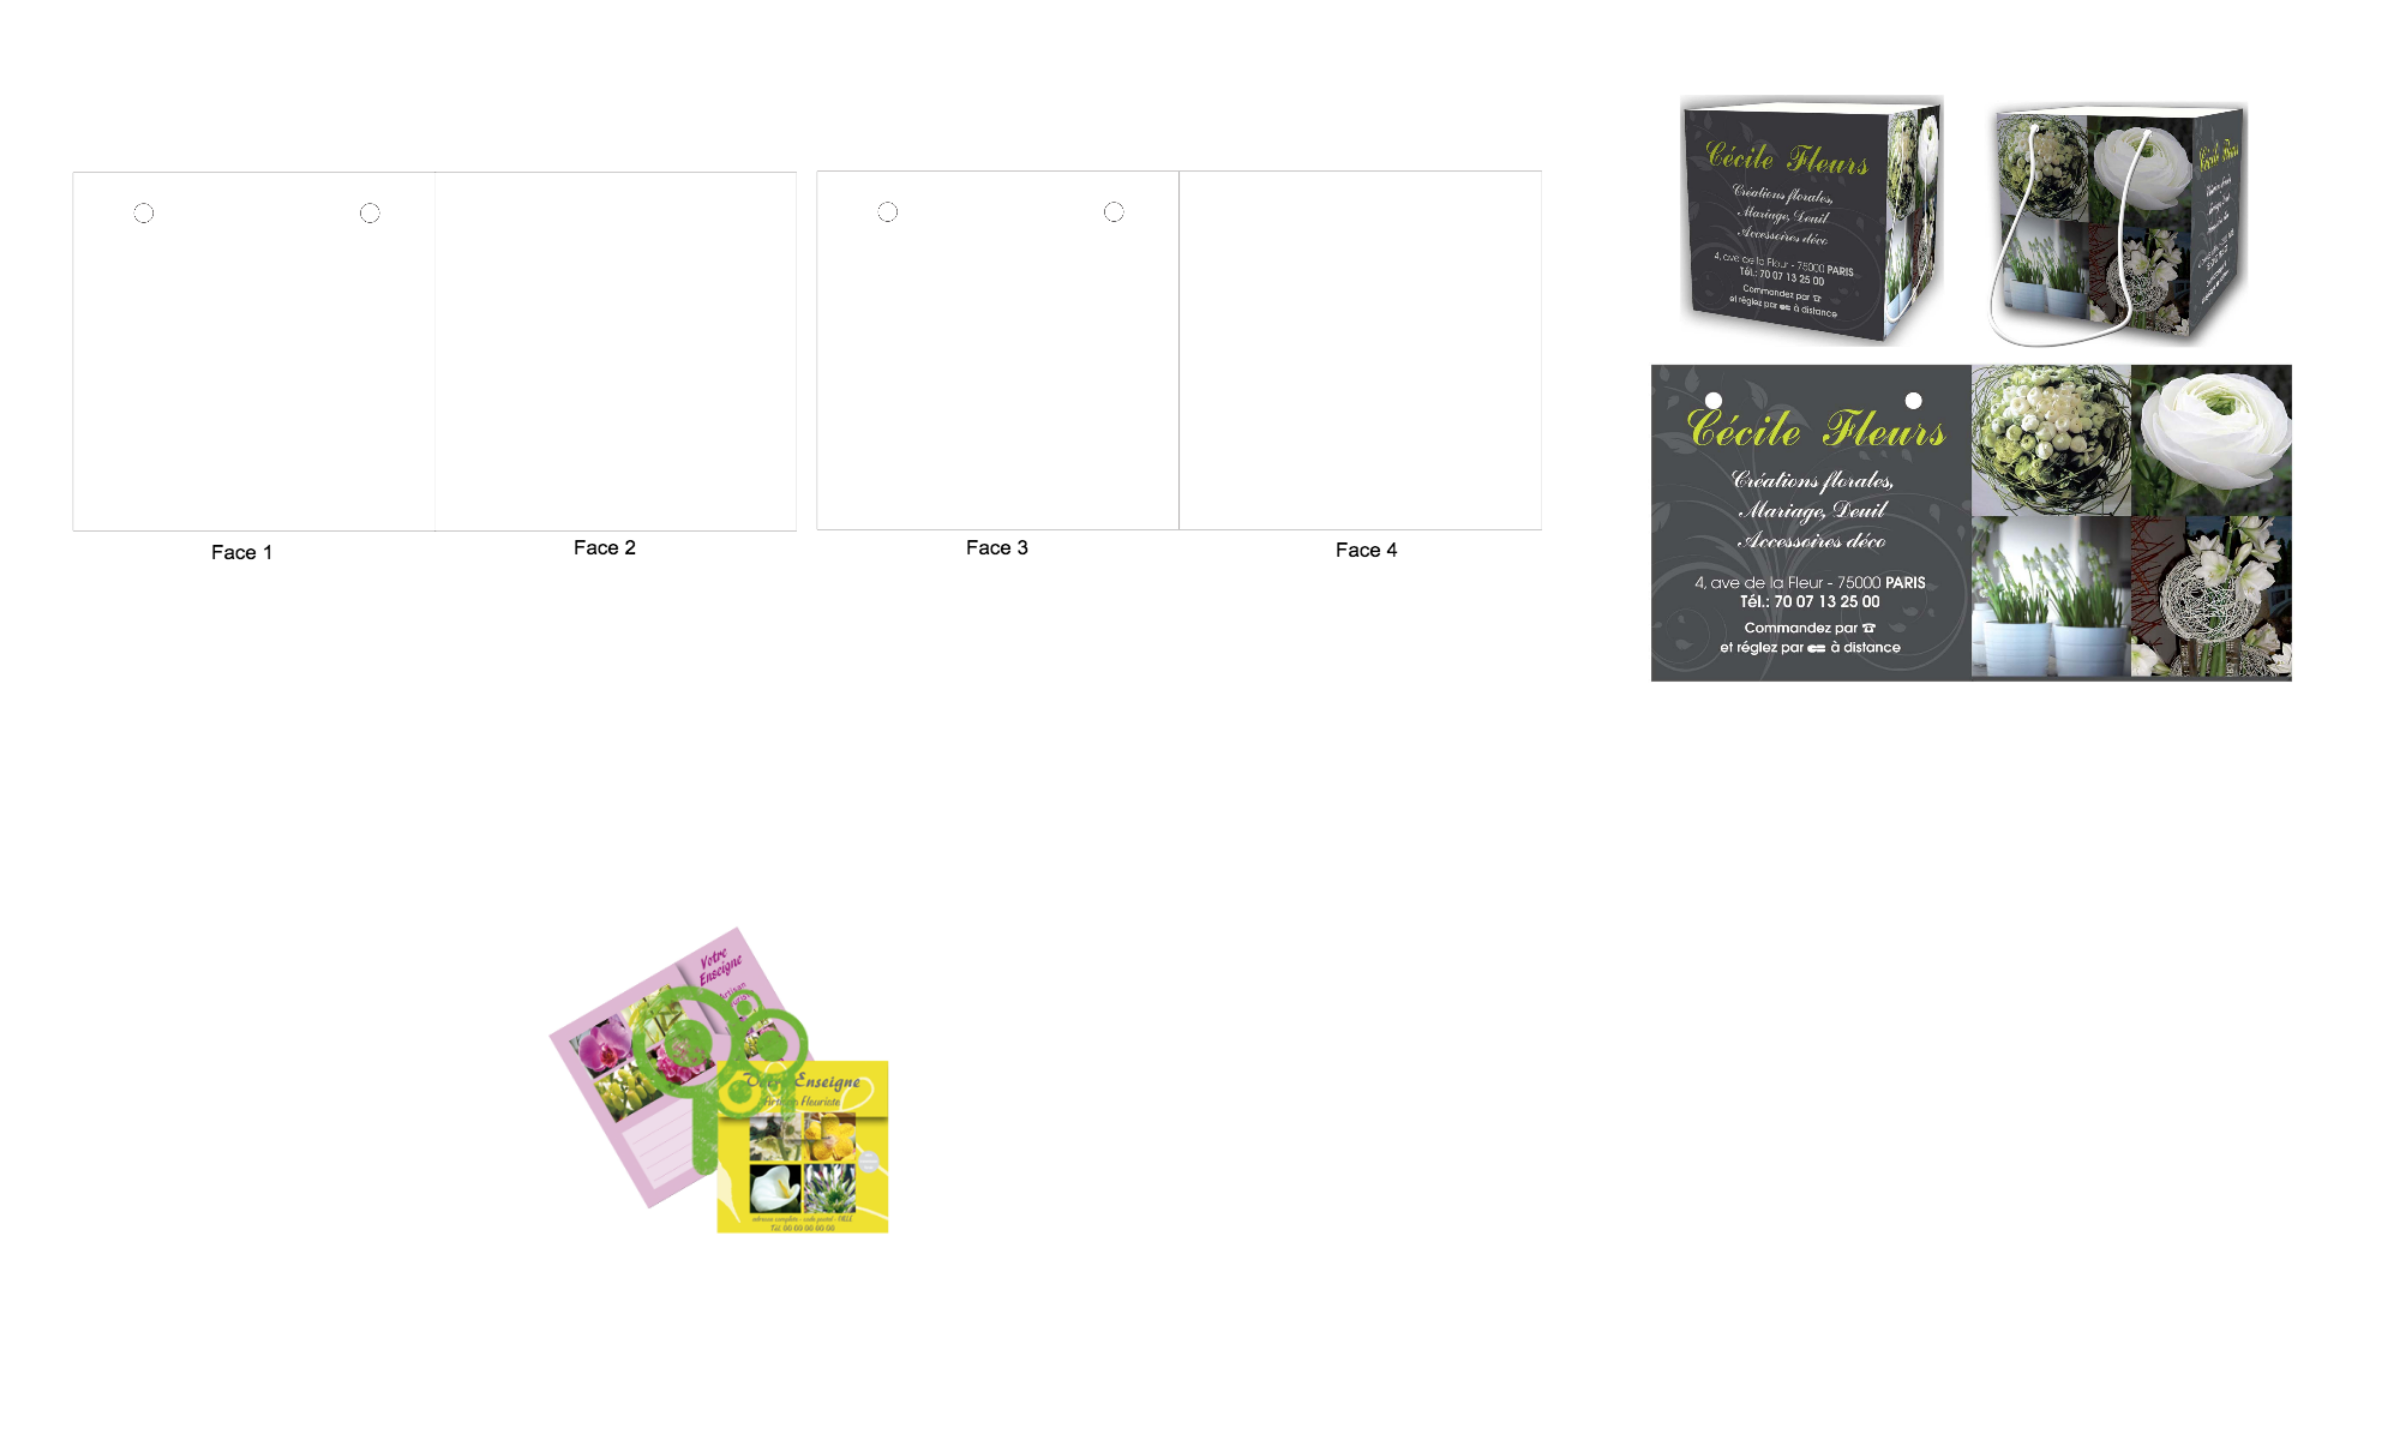 Face 1
Face 2
Face 3
Face 4
Cécile Fleurs
Créations florales,
Mariage, Deuil
Accessoires déco
4, ave de la Fleur - 75000 PARIS
Tél.: 70 07 13 25 00
Commandez par ☎
et réglez par à distance
Cécile Fleurs
Cécile Fleurs
Créations florales,
Mariage, Deuil
Accessoires déco
4, ave de la Fleur - 75000 PARIS
Tél.: 70 07 13 25 00
Commandez par ☎
et réglez par à distance
Votre
Enseigne
Artisan
Votre Enseigne
Artisan Fleuriste
adresse complète - code postal - VILLE
Tél. 00 00 00 00 00